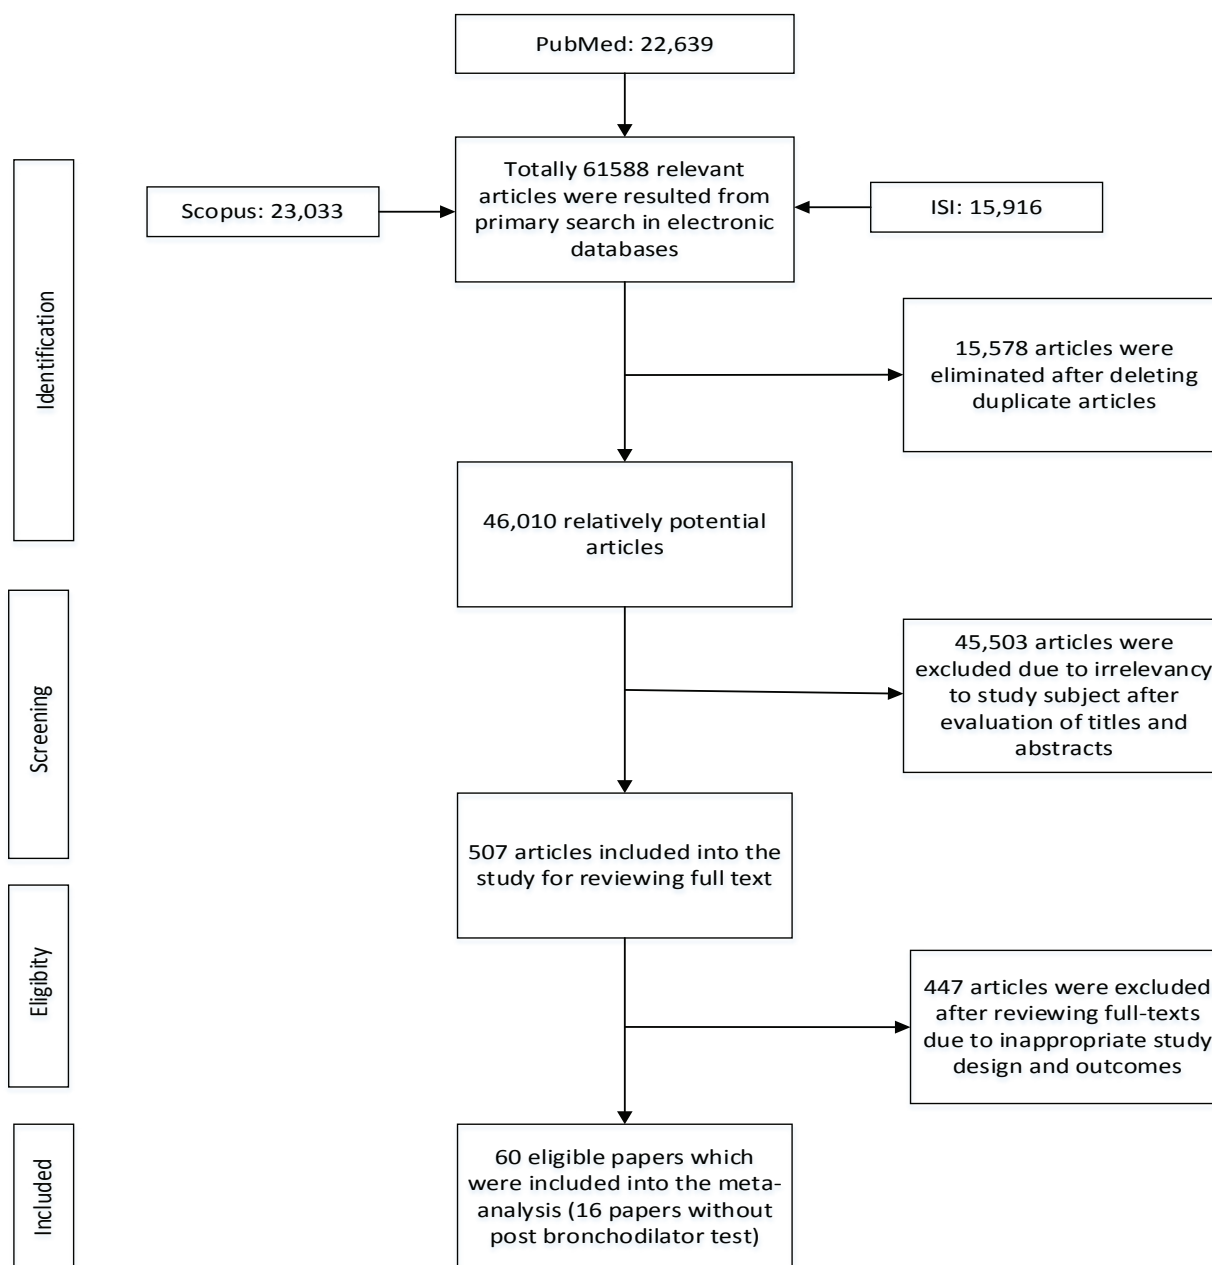 PubMed: 22,639
Identification
Scopus: 23,033
Totally 61588 relevant
articles were resulted from
primary search in electronic
databases
ISI: 15,916
15,578 articles were
eliminated after deleting
duplicate articles
46,010 relatively potential
articles
Screening
45,503 articles were
excluded due to irrelevancy
to study subject after
evaluation of titles and
abstracts
507 articles included into the
study for reviewing full text
Eligibity
447 articles were excluded
after reviewing full-texts
due to inappropriate study
design and outcomes
Included
60 eligible papers which
were included into the meta-
analysis (16 papers without
post bronchodilator test)